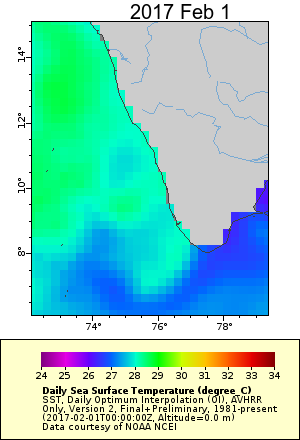 2017 Feb 1
14°
12°
10°
8°
74° 76° 78°
24 25 26 27 28 29 30 31 32 33 34
Daily Sea Surface Temperature (degree_C)
SST, Daily Optimum Interpolation (OI), AVHRR
Only, Version 2, Final+Preliminary, 1981-present
(2017-02-01T00:00:00Z, Altitude=0.0 m)
Data courtesy of NOAA NCEI